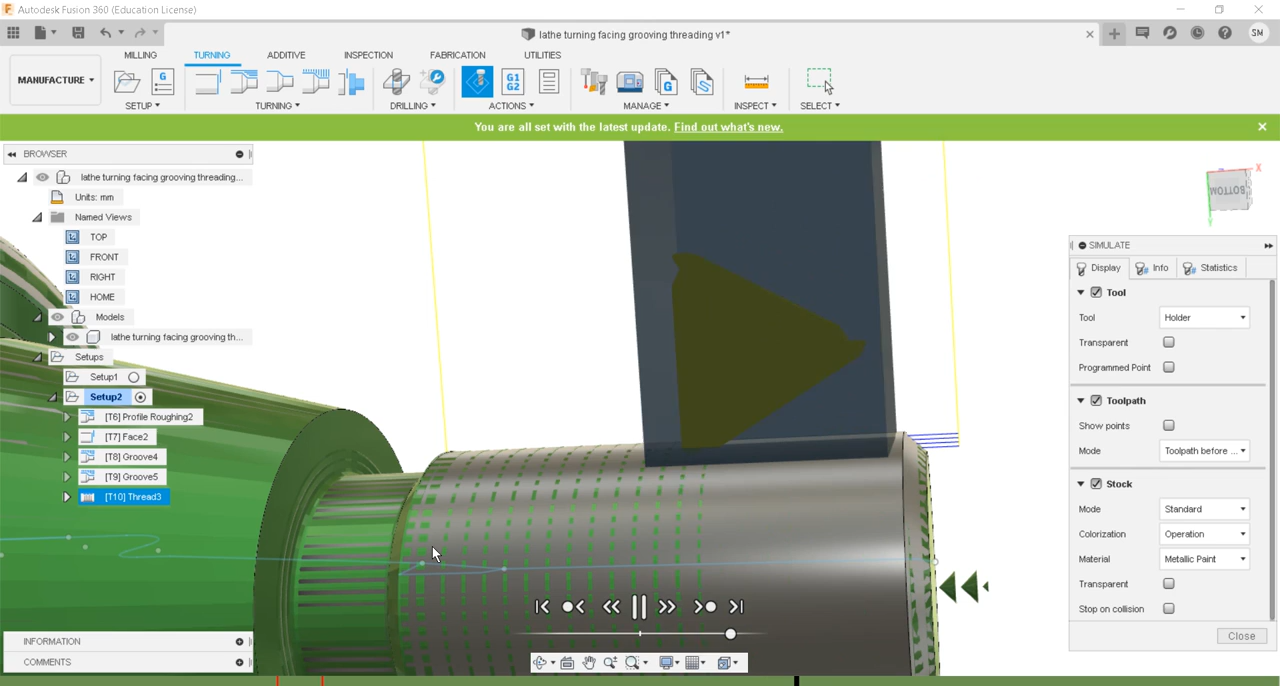 Autodesk Fusion 360 (Education License)
lathe turning facing grooving threading v1*
SM
MANUFACTURE
MILLING
TURNING
ADDITIVE
INSPECTION
FABRICATION
UTILITIES
G
G1
G2
G
SETUP
TURNING
DRILLING
ACTIONS
MANAGE
INSPECT
SELECT
You are all set with the latest update. Find out what's new.
BROWSER
lathe turning facing grooving threading...
Units: mm
Named Views
TOP
FRONT
RIGHT
HOME
Models
lathe turning facing grooving th...
Setups
Setup1
Setup2
[T6] Profile Roughing2
[T7] Face2
[T8] Groove4
[T9] Groove5
[T10] Thread3
INFORMATION
COMMENTS
X
BOTTOM
SIMULATE
Display
Info
Statistics
Tool
Tool Holder
Transparent
Programmed Point
Toolpath
Show points
Mode Toolpath before ...
Stock
Mode Standard
Colorization Operation
Material Metallic Paint
Transparent
Stop on collision
Close